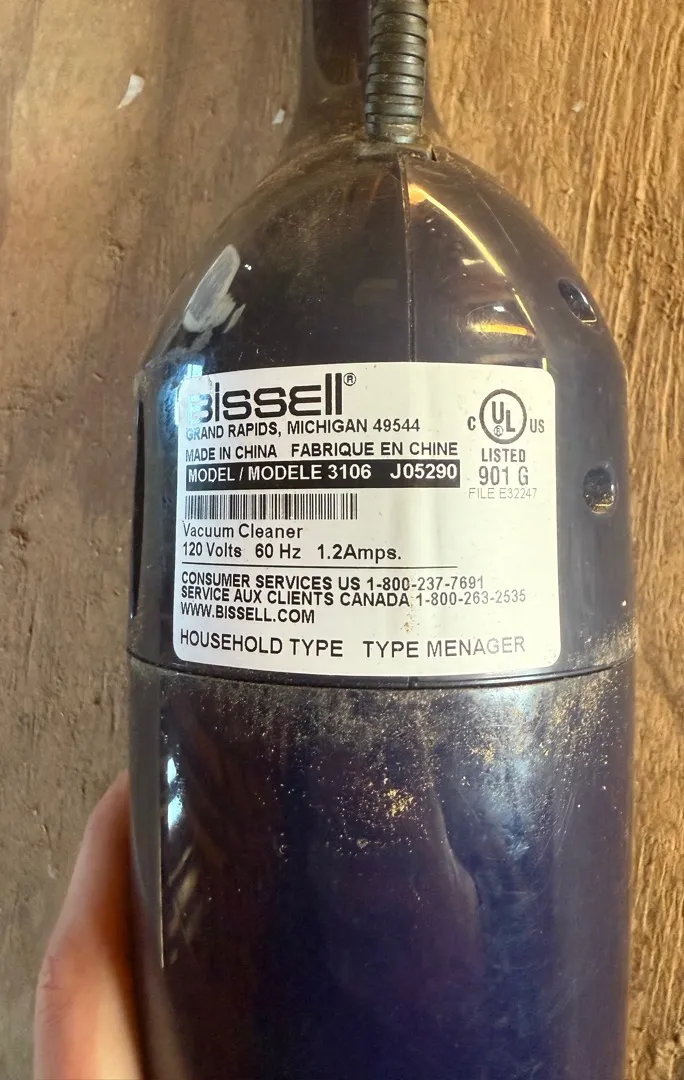 BISSELL®
GRAND RAPIDS, MICHIGAN 49544
MADE IN CHINA FABRIQUE EN CHINE
MODEL / MODELE 3106 J05290
C UL ® US
LISTED
901 G
FILE E32247
Vacuum Cleaner
120 Volts 60 Hz 1.2Amps.
CONSUMER SERVICES US 1-800-237-7691
SERVICE AUX CLIENTS CANADA 1-800-263-2535
WWW.BISSELL.COM
HOUSEHOLD TYPE TYPE MENAGER